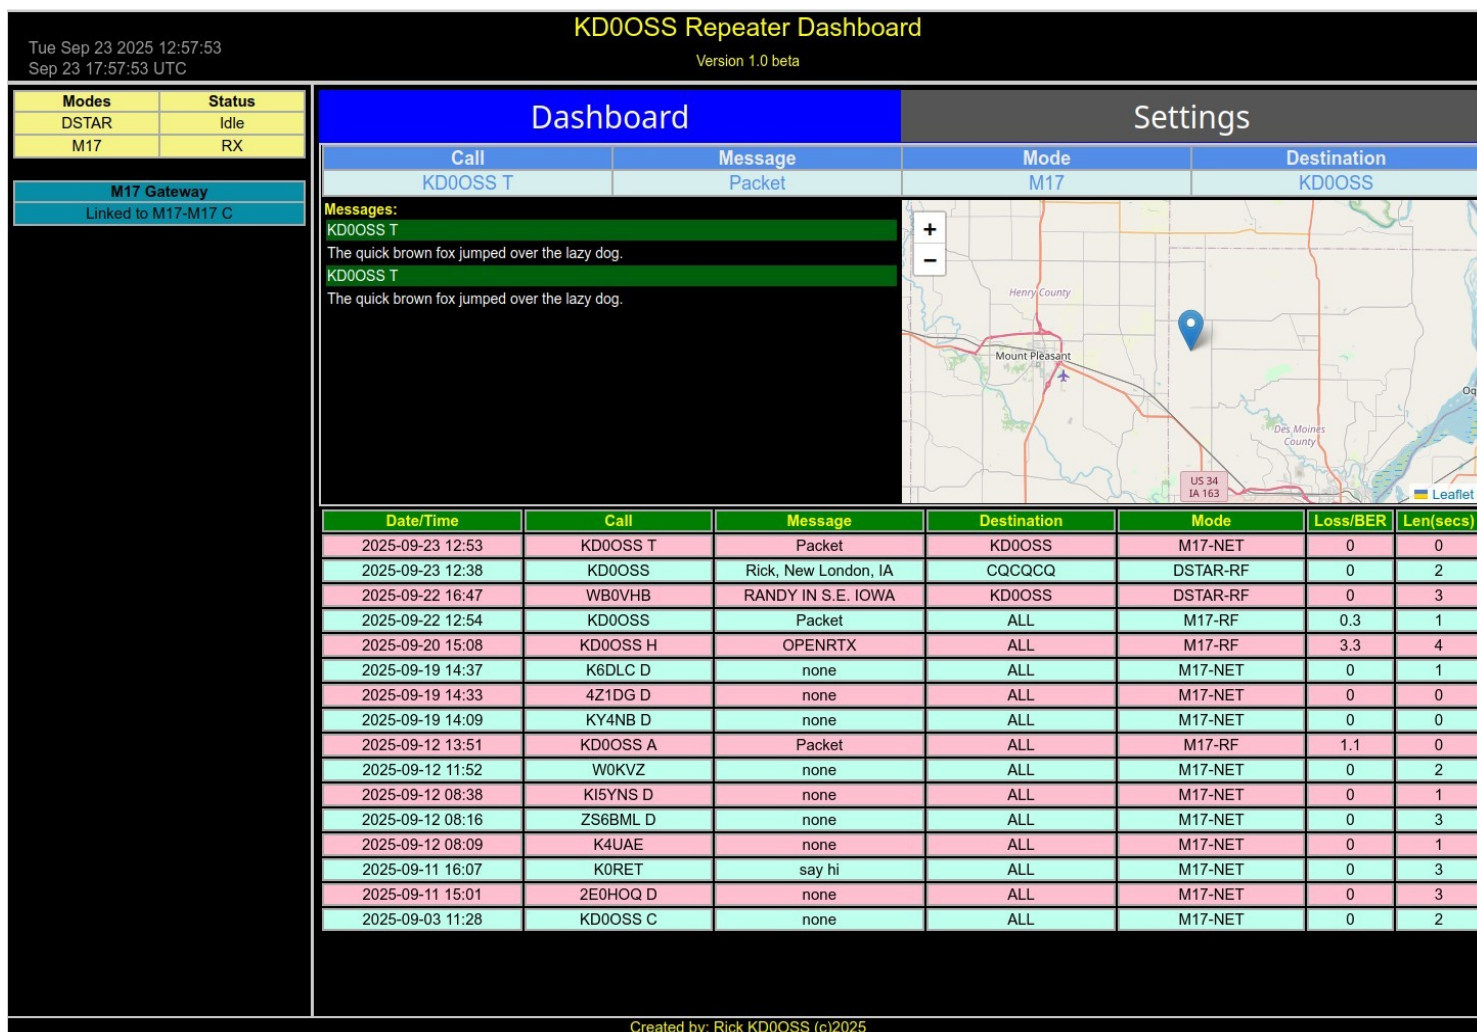 KD0OSS Repeater Dashboard
Version 1.0 beta
Tue Sep 23 2025 12:57:53
Sep 23 17:57:53 UTC
Modes Status
DSTAR Idle
M17 RX
M17 Gateway
Linked to M17-M17 C
Dashboard Settings
Call Message Mode Destination
KD0OSS T Packet M17 KD0OSS
Messages:
KD0OSS T
The quick brown fox jumped over the lazy dog.
KD0OSS T
The quick brown fox jumped over the lazy dog.
+
−
Henry County
Mount Pleasant
Des Moines
County
US 34
IA 163
Leaflet
Date/Time Call Message Destination Mode Loss/BER Len(secs)
2025-09-23 12:53 KD0OSS T Packet KD0OSS M17-NET 0 0
2025-09-23 12:38 KD0OSS Rick, New London, IA CQCQCQ DSTAR-RF 0 2
2025-09-22 16:47 WB0VHB RANDY IN S.E. IOWA KD0OSS DSTAR-RF 0 3
2025-09-22 12:54 KD0OSS Packet ALL M17-RF 0.3 1
2025-09-20 15:08 KD0OSS H OPENRTX ALL M17-RF 3.3 4
2025-09-19 14:37 K6DLC D none ALL M17-NET 0 1
2025-09-19 14:33 4Z1DG D none ALL M17-NET 0 0
2025-09-19 14:09 KY4NB D none ALL M17-NET 0 0
2025-09-12 13:51 KD0OSS A Packet ALL M17-RF 1.1 0
2025-09-12 11:52 W0KVZ none ALL M17-NET 0 2
2025-09-12 08:38 KI5YNS D none ALL M17-NET 0 1
2025-09-12 08:16 ZS6BML D none ALL M17-NET 0 3
2025-09-12 08:09 K4UAE none ALL M17-NET 0 1
2025-09-11 16:07 K0RET say hi ALL M17-NET 0 3
2025-09-11 15:01 2E0HOQ D none ALL M17-NET 0 3
2025-09-03 11:28 KD0OSS C none ALL M17-NET 0 2
Created by: Rick KD0OSS (c)2025